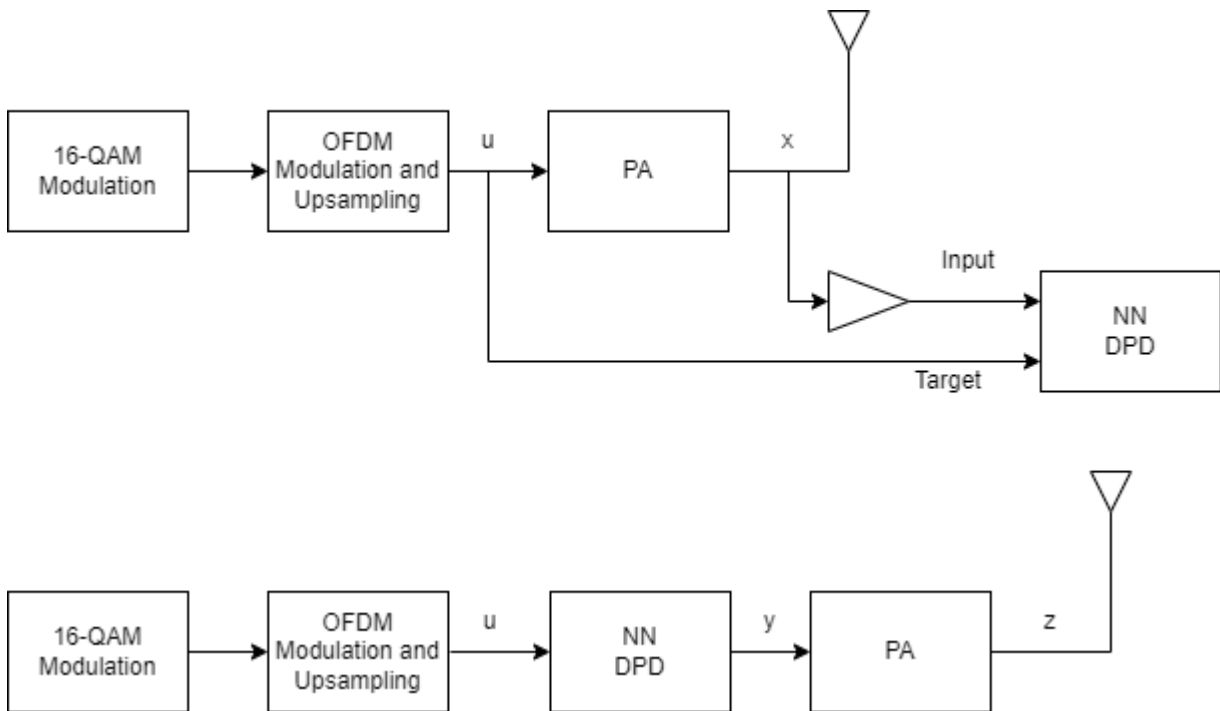 16-QAM
Modulation
OFDM
Modulation and
Upsampling
u
PA
x
Input
Target
NN
DPD
16-QAM
Modulation
OFDM
Modulation and
Upsampling
u
NN
DPD
y
PA
z